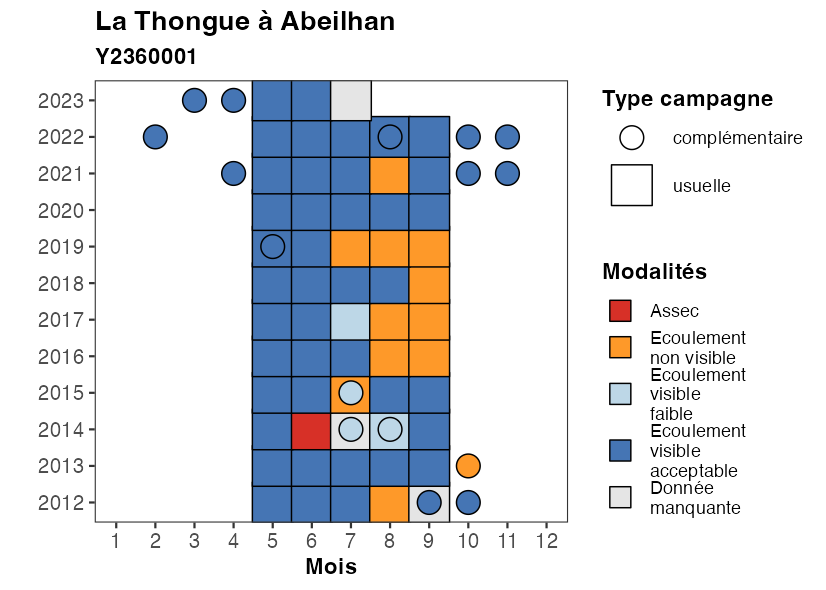 La Thongue à Abeilhan
Y2360001
2023
2022
2021
2020
2019
2018
2017
2016
2015
2014
2013
2012
1 2 3 4 5 6 7 8 9 10 11 12
Mois
Type campagne
complémentaire
usuelle
Modalités
Assec
Ecoulement
non visible
Ecoulement
visible
faible
Ecoulement
visible
acceptable
Donnée
manquante